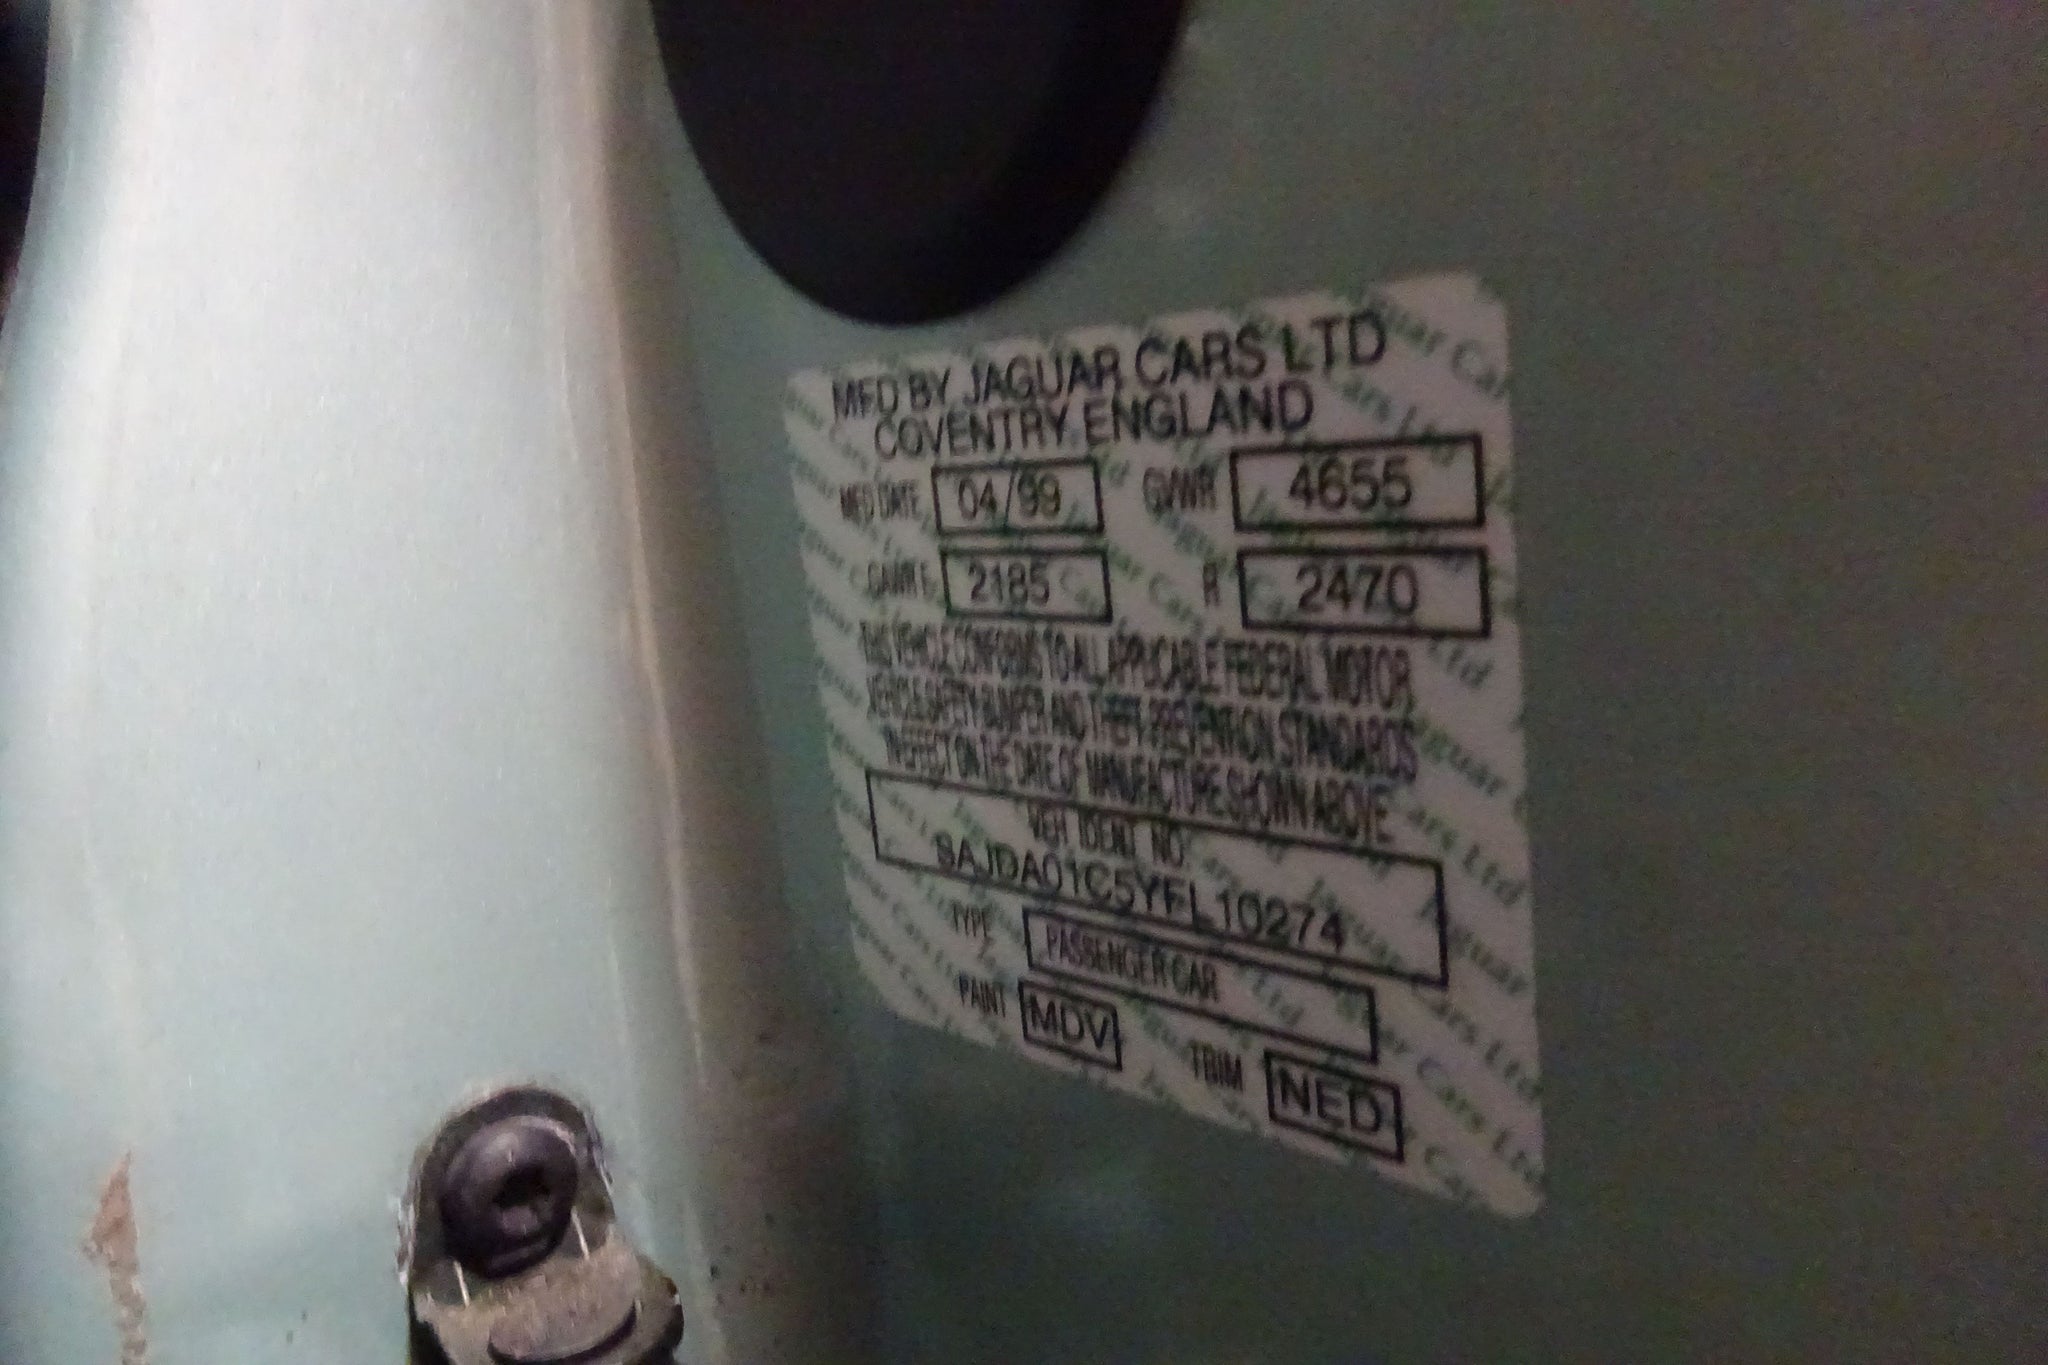 MFD BY JAGUAR CARS LTD
COVENTRY ENGLAND
MFD DATE 04/99 GVWR 4655
GAWR F 2185 R 2470
THIS VEHICLE CONFORMS TO ALL APPLICABLE FEDERAL MOTOR
VEHICLE SAFETY BUMPER AND THEFT PREVENTION STANDARDS
IN EFFECT ON THE DATE OF MANUFACTURE SHOWN ABOVE
VEH IDENT NO
SAJDA01C5YFL10274
TYPE PASSENGER CAR
PAINT MDV TRIM NED